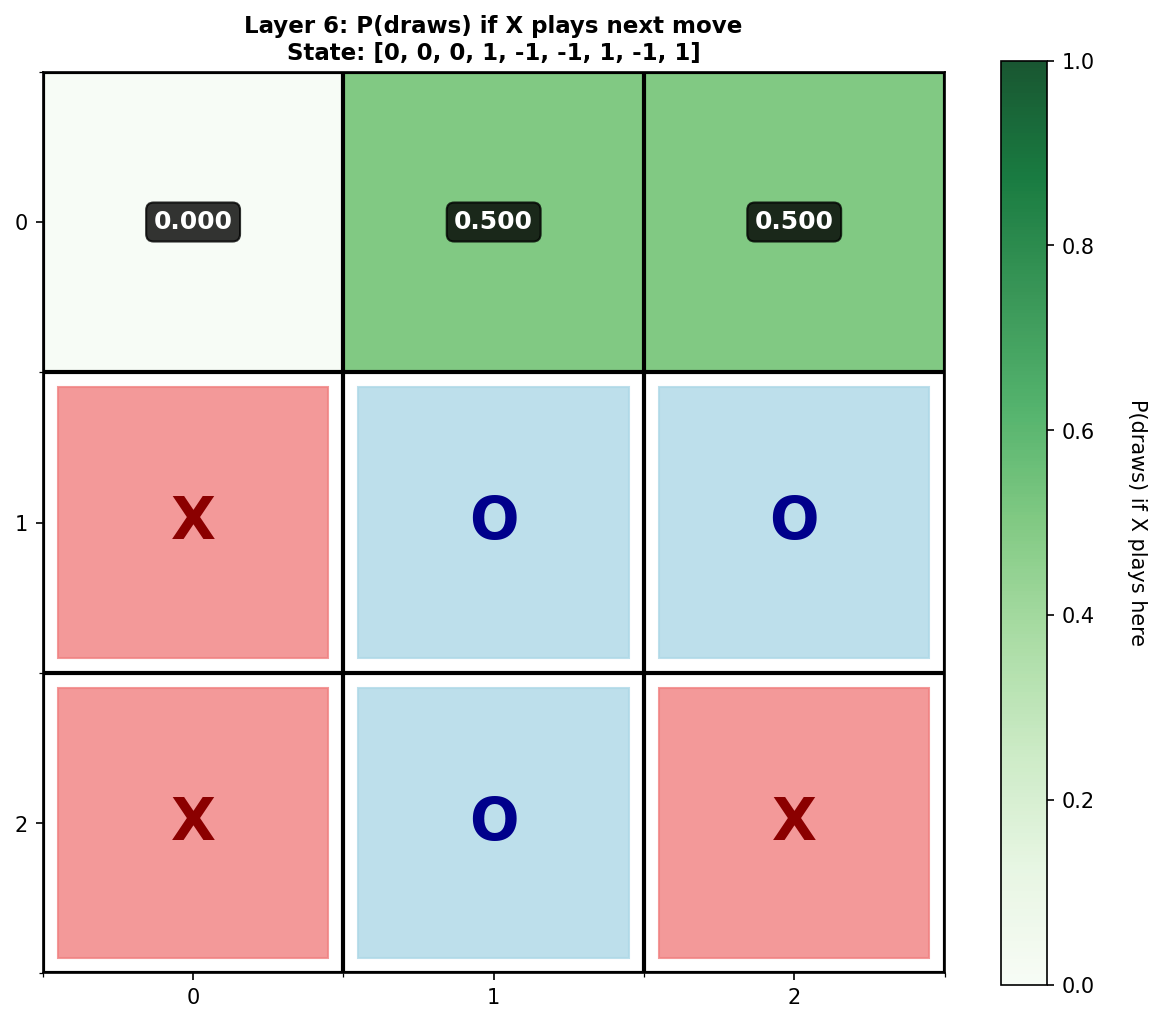 Layer 6: P(draws) if X plays next move
State: [0, 0, 0, 1, -1, -1, 1, -1, 1]
0.000 0.500 0.500
X O O
X O X
0
1
2
0 1 2
1.0
0.8
0.6
0.4
0.2
0.0
P(draws) if X plays here